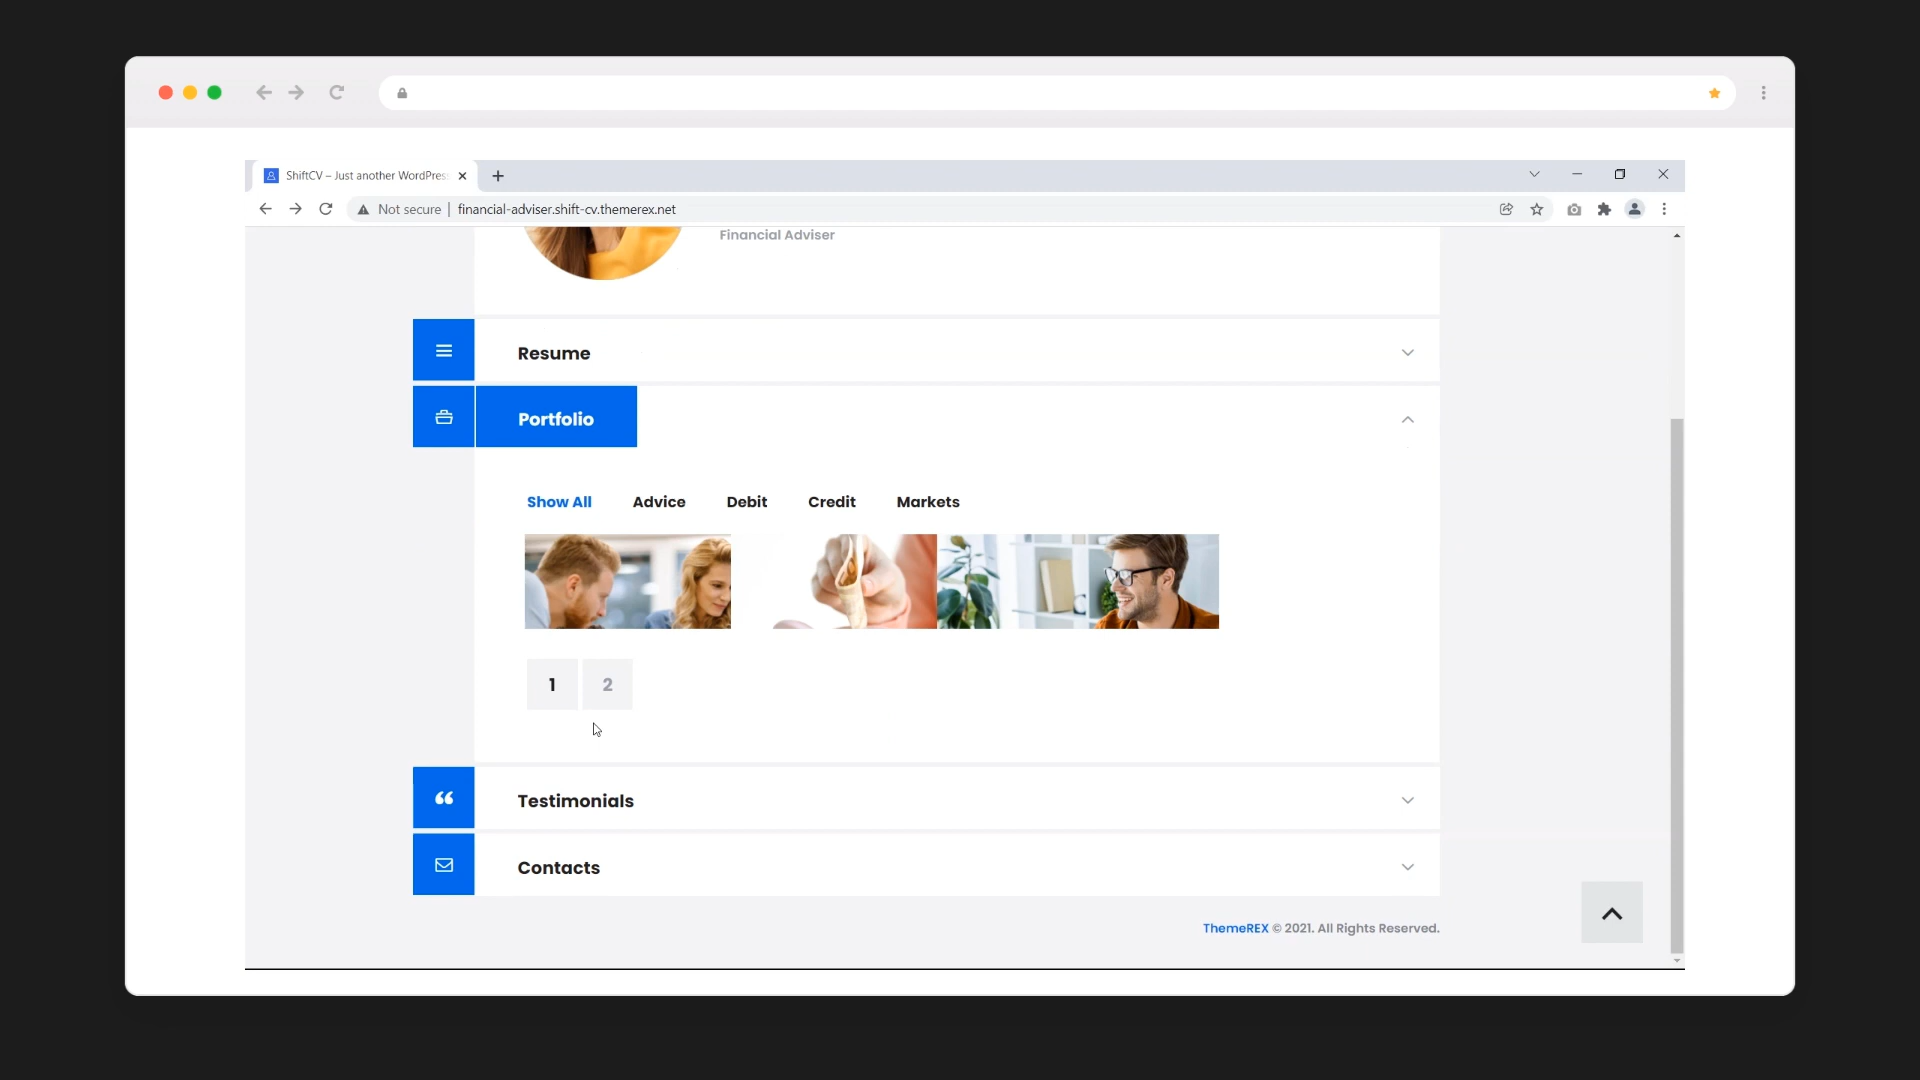 ShiftCV – Just another WordPres
Not secure | financial-adviser.shift-cv.themerex.net
Financial Adviser
Resume
Portfolio
Show All Advice Debit Credit Markets
1 2
Testimonials
Contacts
ThemeREX © 2021. All Rights Reserved.